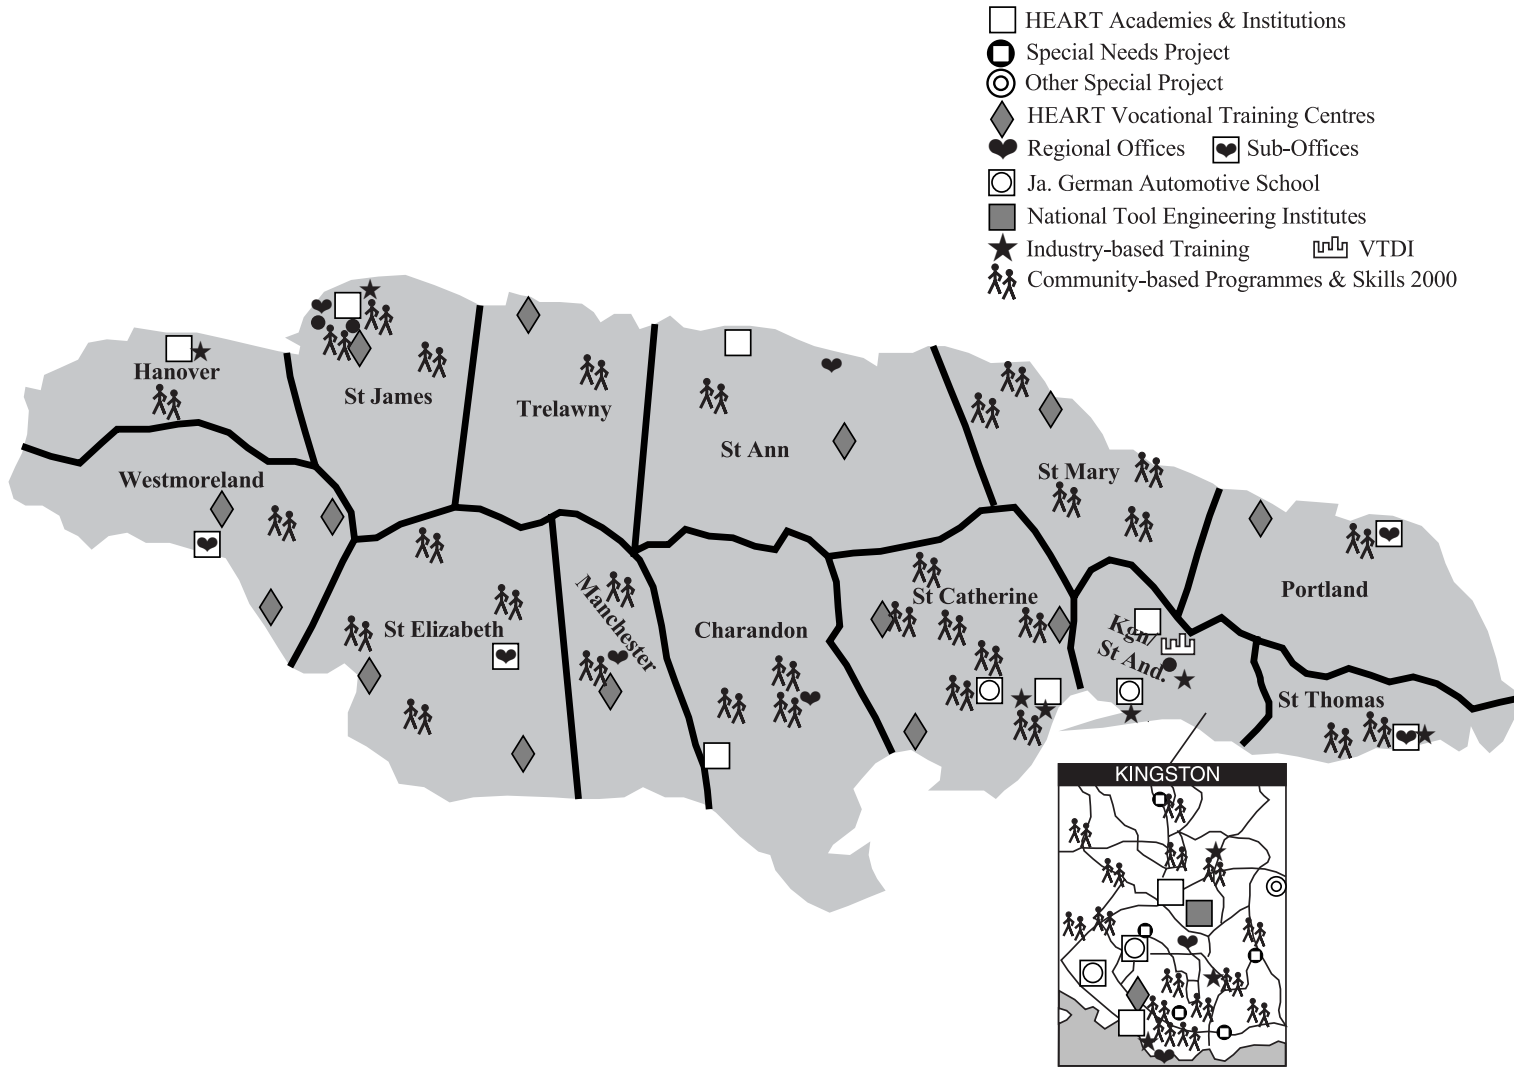 HEART Academies & Institutions
Special Needs Project
Other Special Project
HEART Vocational Training Centres
Regional Offices Sub-Offices
Ja. German Automotive School
National Tool Engineering Institutes
Industry-based Training VTDI
Community-based Programmes & Skills 2000
Hanover
St James
Trelawny
St Ann
Westmoreland
St Mary
Portland
St Elizabeth
Manchester
Charandon
St Catherine
Kgn/
St And.
St Thomas
KINGSTON